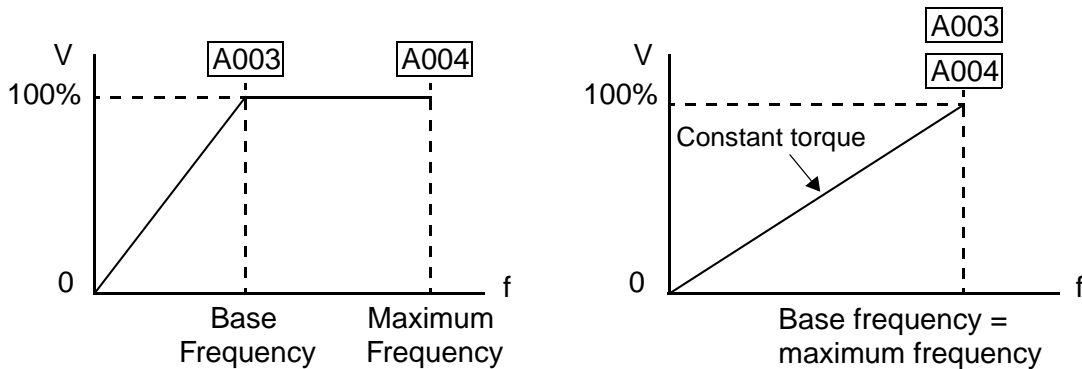 V
A003
A004
100%
0
f
Base
Frequency
Maximum
Frequency
A003
A004
V
100%
Constant torque
0
f
Base frequency =
maximum frequency